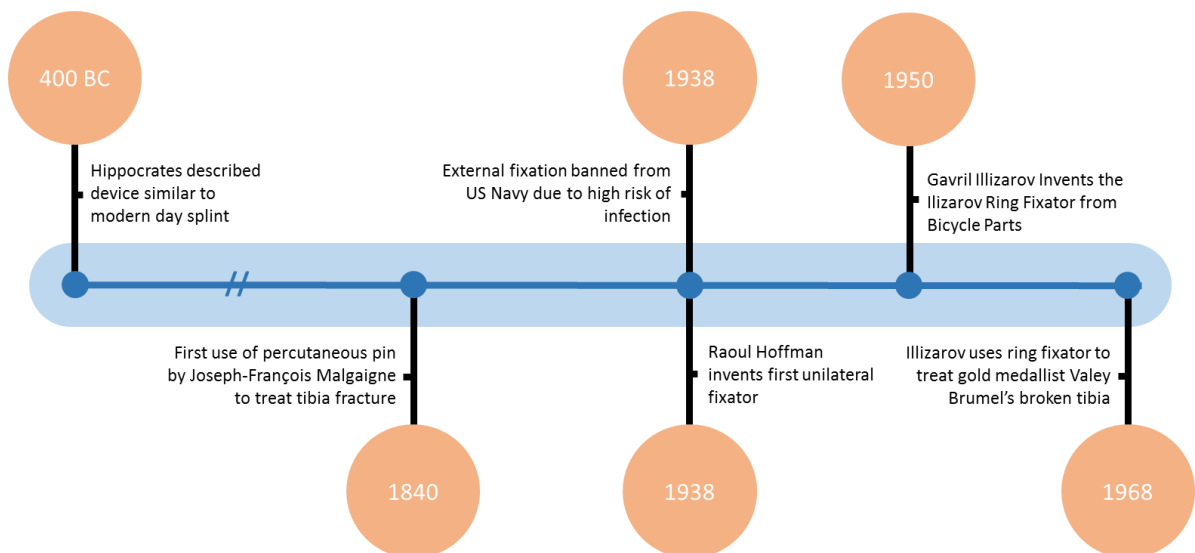 400 BC
Hippocrates described
device similar to
modern day splint
1938
External fixation banned from
US Navy due to high risk of
infection
1950
Gavril Illizarov Invents the
Ilizarov Ring Fixator from
Bicycle Parts
First use of percutaneous pin
by Joseph-François Malgaigne
to treat tibia fracture
1840
Raoul Hoffman
invents first unilateral
fixator
1938
Illizarov uses ring fixator to
treat gold medallist Valey
Brumel’s broken tibia
1968